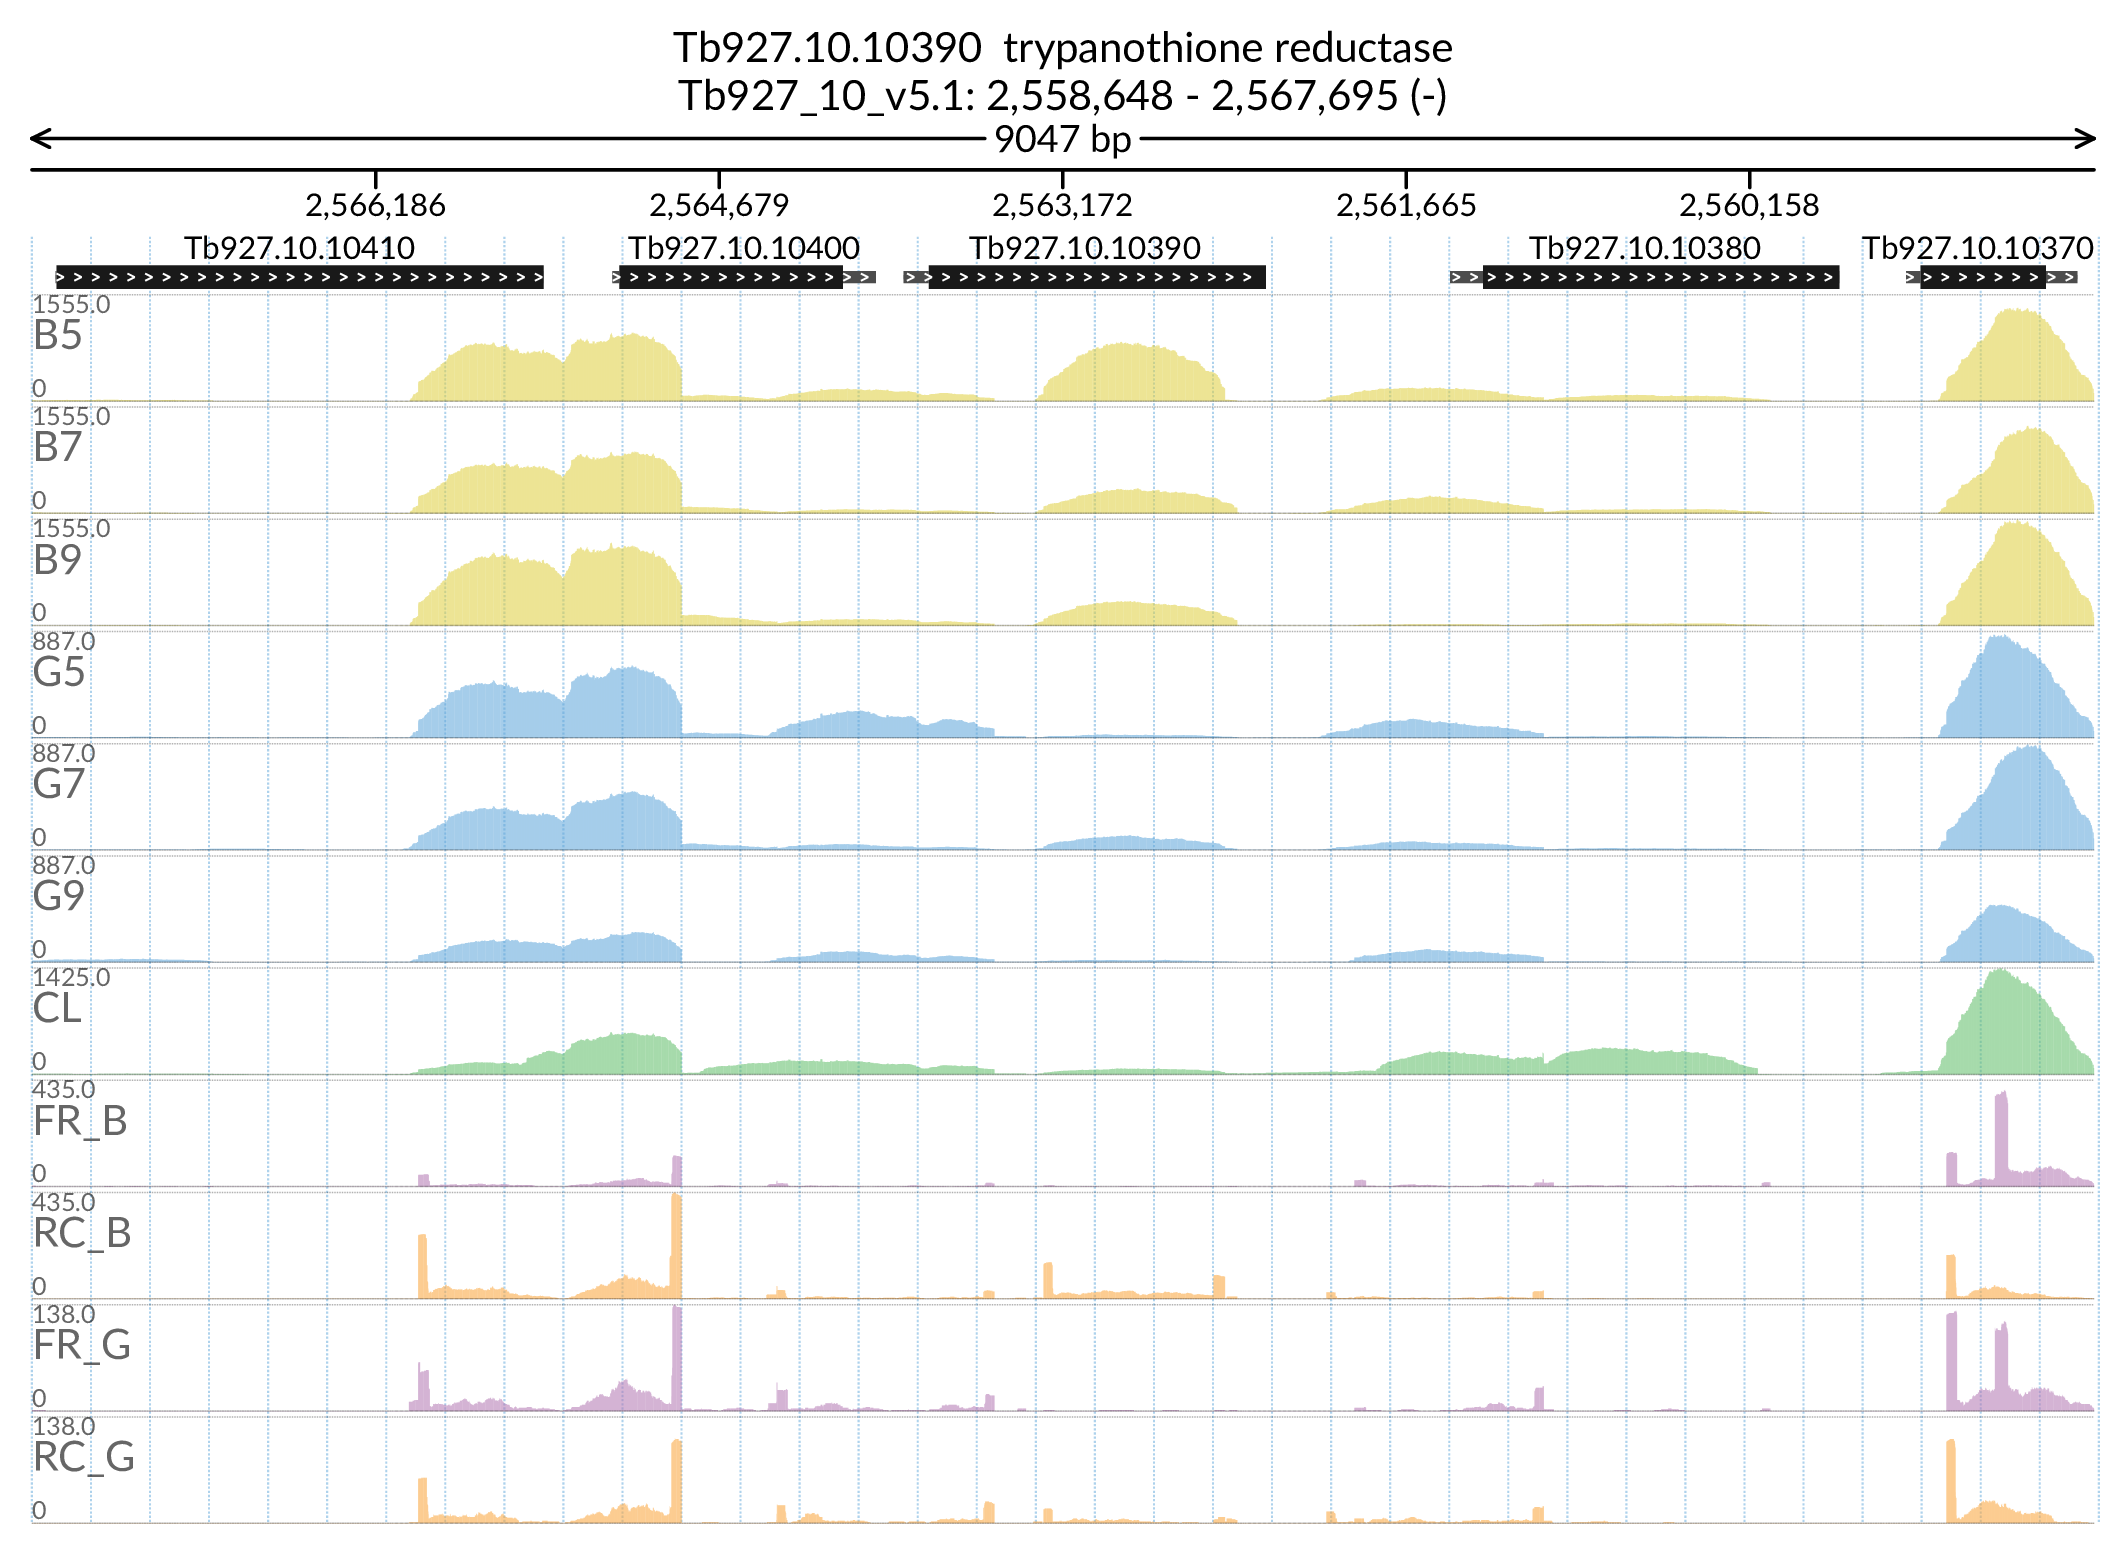 Tb927.10.10390  trypanothione reductase
Tb927_10_v5.1: 2,558,648 - 2,567,695 (-)
9047 bp
2,566,186 2,564,679 2,563,172 2,561,665 2,560,158
Tb927.10.10410 Tb927.10.10400 Tb927.10.10390 Tb927.10.10380 Tb927.10.10370
1555.0
B5
0
1555.0
B7
0
1555.0
B9
0
887.0
G5
0
887.0
G7
0
887.0
G9
0
1425.0
CL
0
435.0
FR_B
0
435.0
RC_B
0
138.0
FR_G
0
138.0
RC_G
0